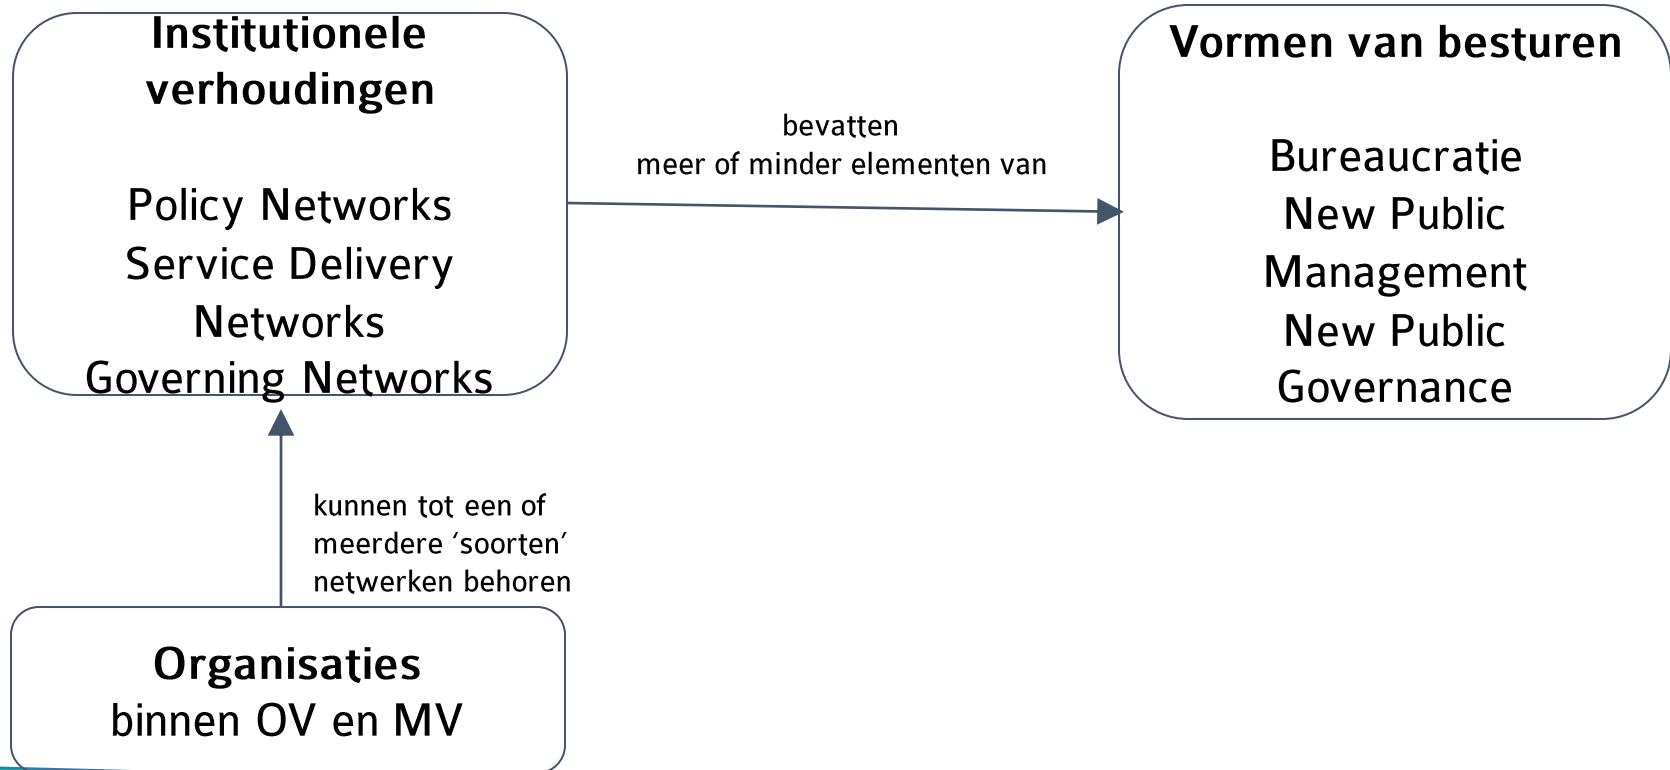 Institutionele
verhoudingen
Policy Networks
Service Delivery
Networks
Governing Networks
bevatten
meer of minder elementen van
Vormen van besturen
Bureaucratie
New Public
Management
New Public
Governance
kunnen tot een of
meerdere ‘soorten’
netwerken behoren
Organisaties
binnen OV en MV